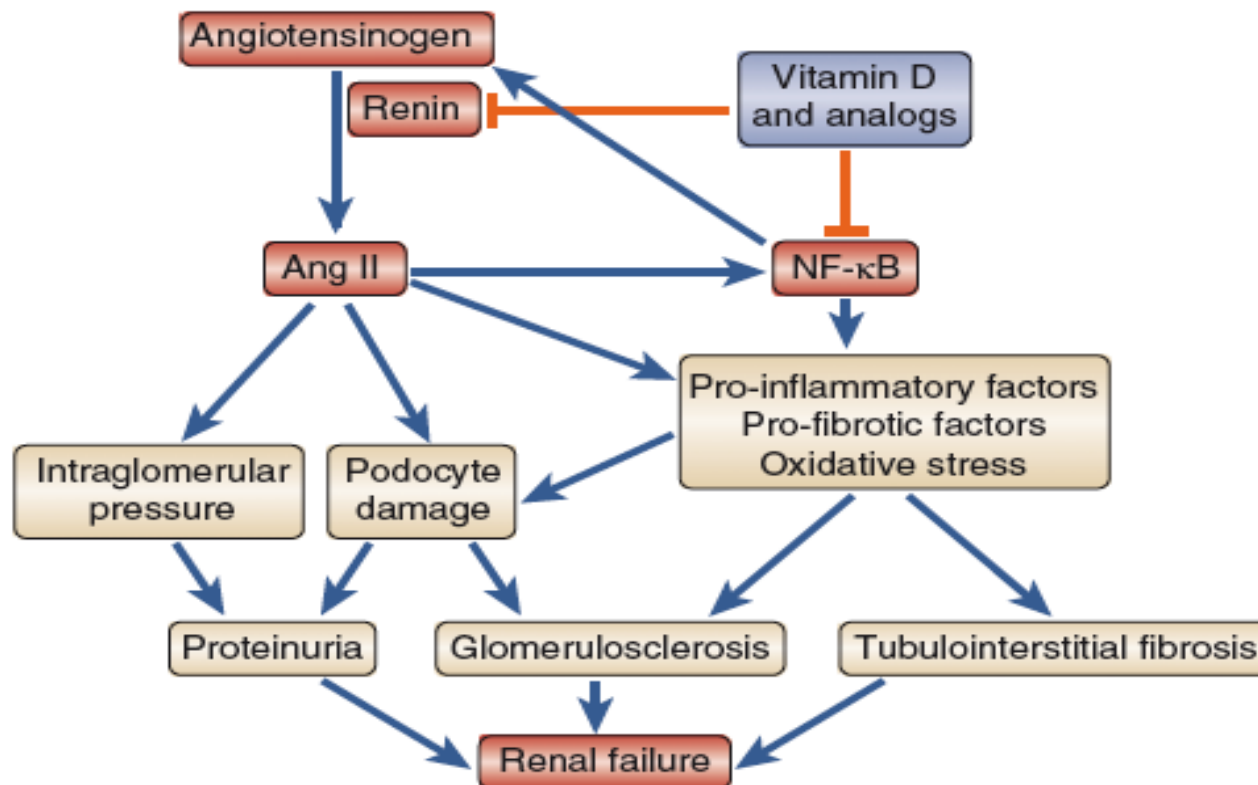 Angiotensinogen
Renin
Vitamin D
and analogs
Ang II
NF-κB
Pro-inflammatory factors
Pro-fibrotic factors
Oxidative stress
Intraglomerular
pressure
Podocyte
damage
Proteinuria
Glomerulosclerosis
Tubulointerstitial fibrosis
Renal failure